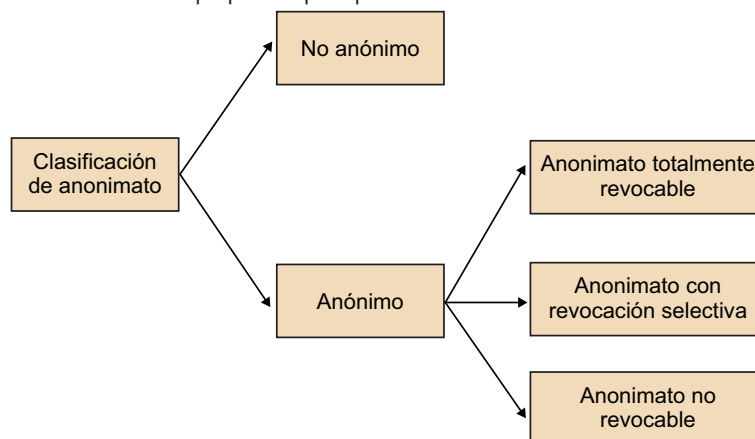 No anónimo
Clasificación
de anonimato
Anonimato totalmente
revocable
Anónimo
Anonimato con
revocación selectiva
Anonimato no
revocable